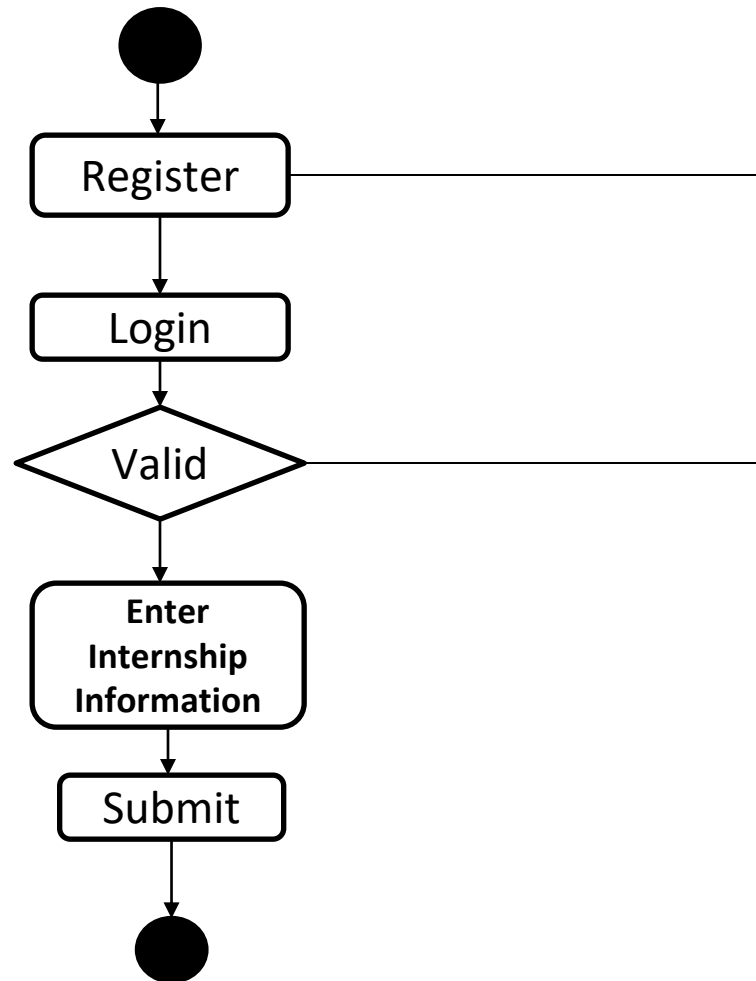 Register
Login
Valid
Enter
Internship
Information
Submit